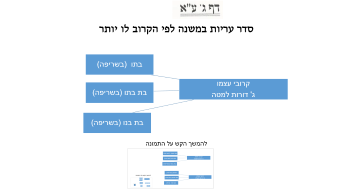 דף ג' ע"א
סדר עריות במשנה לפי הקרוב לו יותר
בתו (בשריפה)
קרובי עצמו
ג' דורות למטה
בת בתו (בשריפה)
בת בנו (בשריפה)
להמשך הקש על התמונה